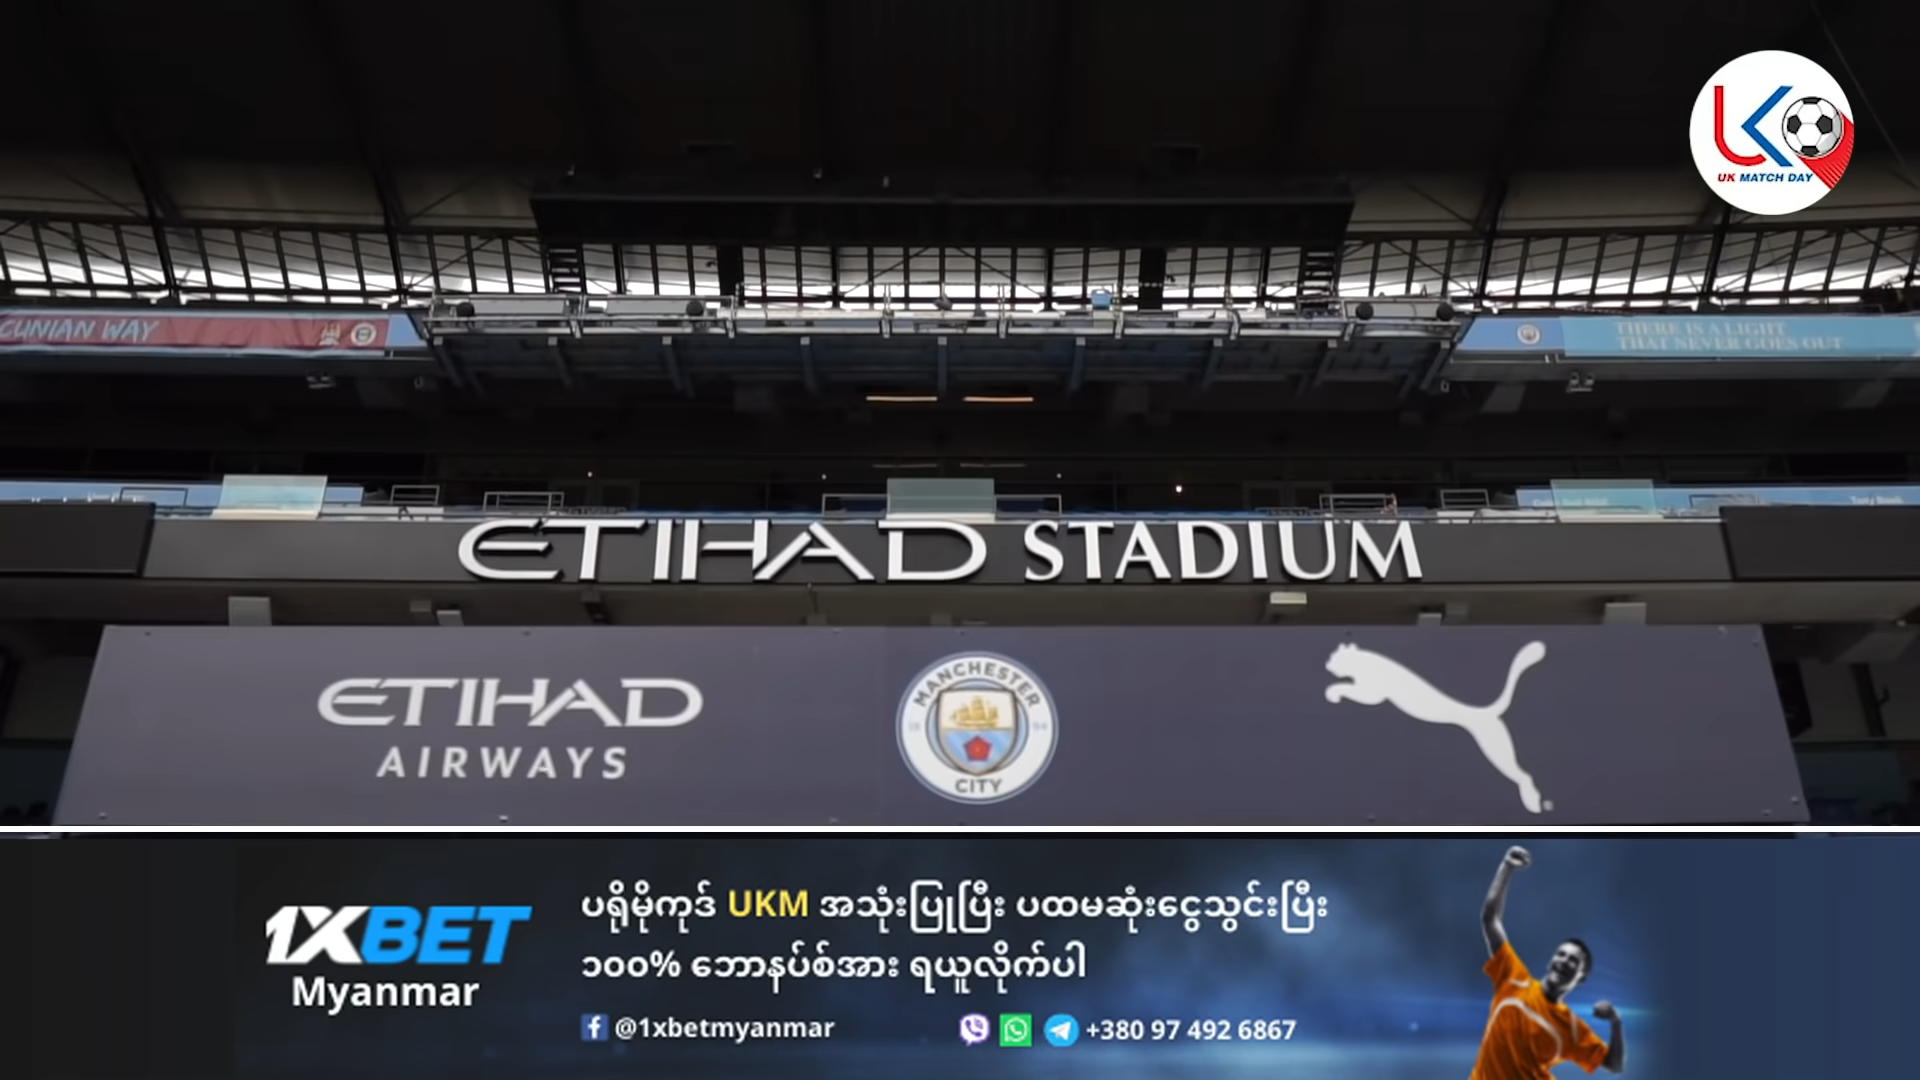 UK MATCH DAY
CUNIAN WAY
THERE IS A LIGHT
THAT NEVER GOES OUT
ETIHAD STADIUM
ETIHAD
AIRWAYS
MANCHESTER
CITY
1XBET
Myanmar
ပရိုမိုကုဒ် UKM အသုံးပြုပြီး ပထမဆုံးငွေသွင်းပြီး
၁၀၀% ဘောနပ်စ်အား ရယူလိုက်ပါ
@1xbetmyanmar
+380 97 492 6867